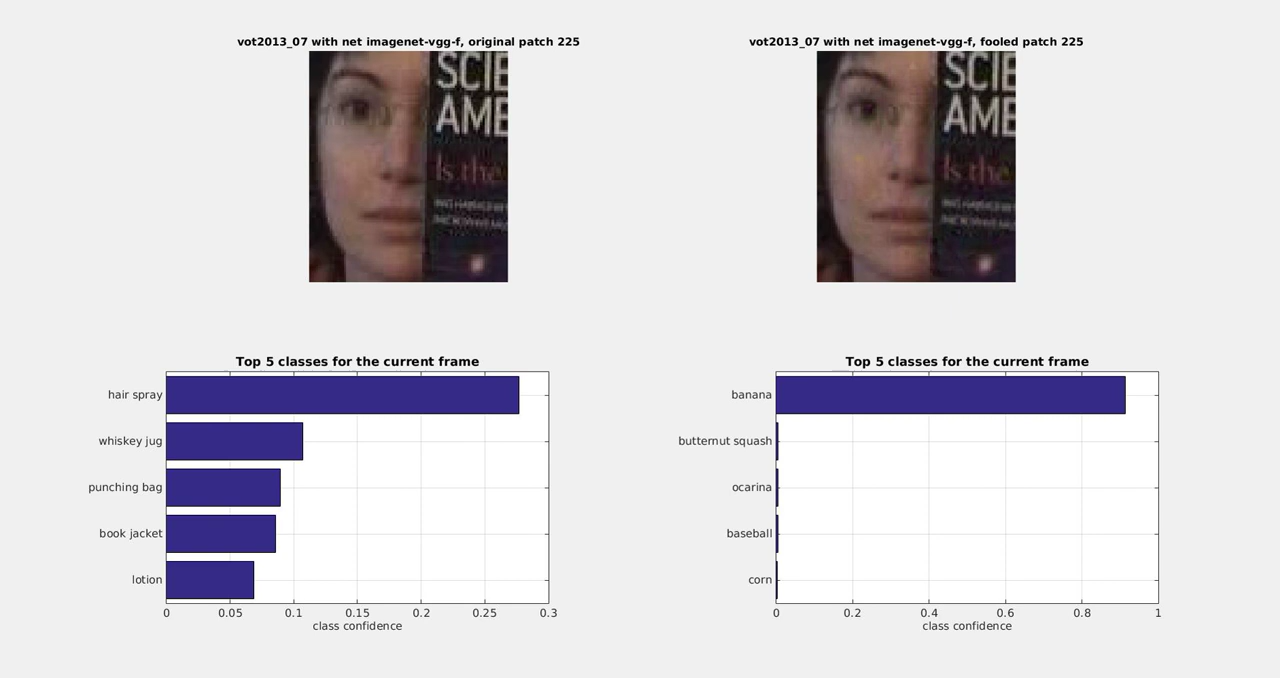 vot2013_07 with net imagenet-vgg-f, original patch 225
SCIE
AME
Is the
vot2013_07 with net imagenet-vgg-f, fooled patch 225
SCIE
AME
Is the
Top 5 classes for the current frame
hair spray
whiskey jug
punching bag
book jacket
lotion
0 0.05 0.1 0.15 0.2 0.25 0.3
class confidence
Top 5 classes for the current frame
banana
butternut squash
ocarina
baseball
corn
0 0.2 0.4 0.6 0.8 1
class confidence